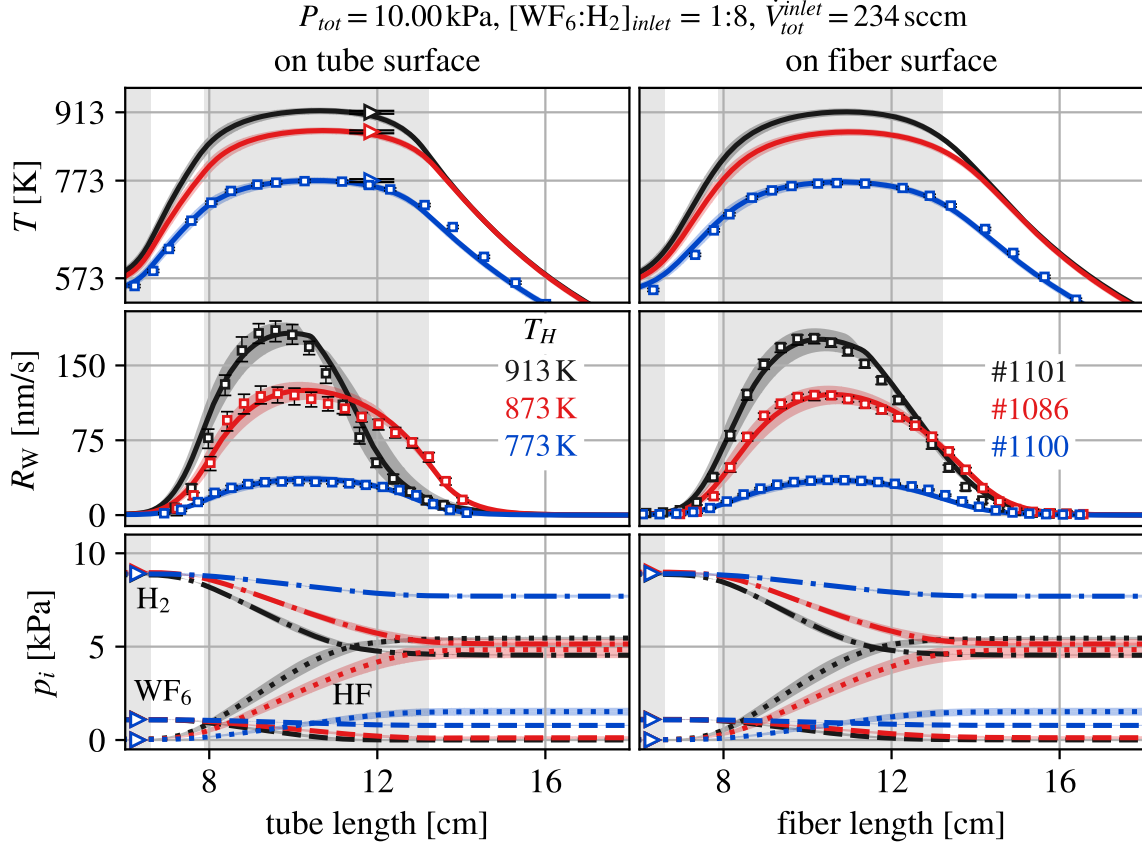 P_tot = 10.00 kPa, [WF₆:H₂]_inlet = 1:8, V̇_tot^inlet = 234 sccm
on tube surface
on fiber surface
T [K]
913
773
573
R_W [nm/s]
150
75
0
T_H
913 K
873 K
773 K
#1101
#1086
#1100
p_i [kPa]
10
5
0
H₂
WF₆
HF
8
12
16
8
12
16
tube length [cm]
fiber length [cm]